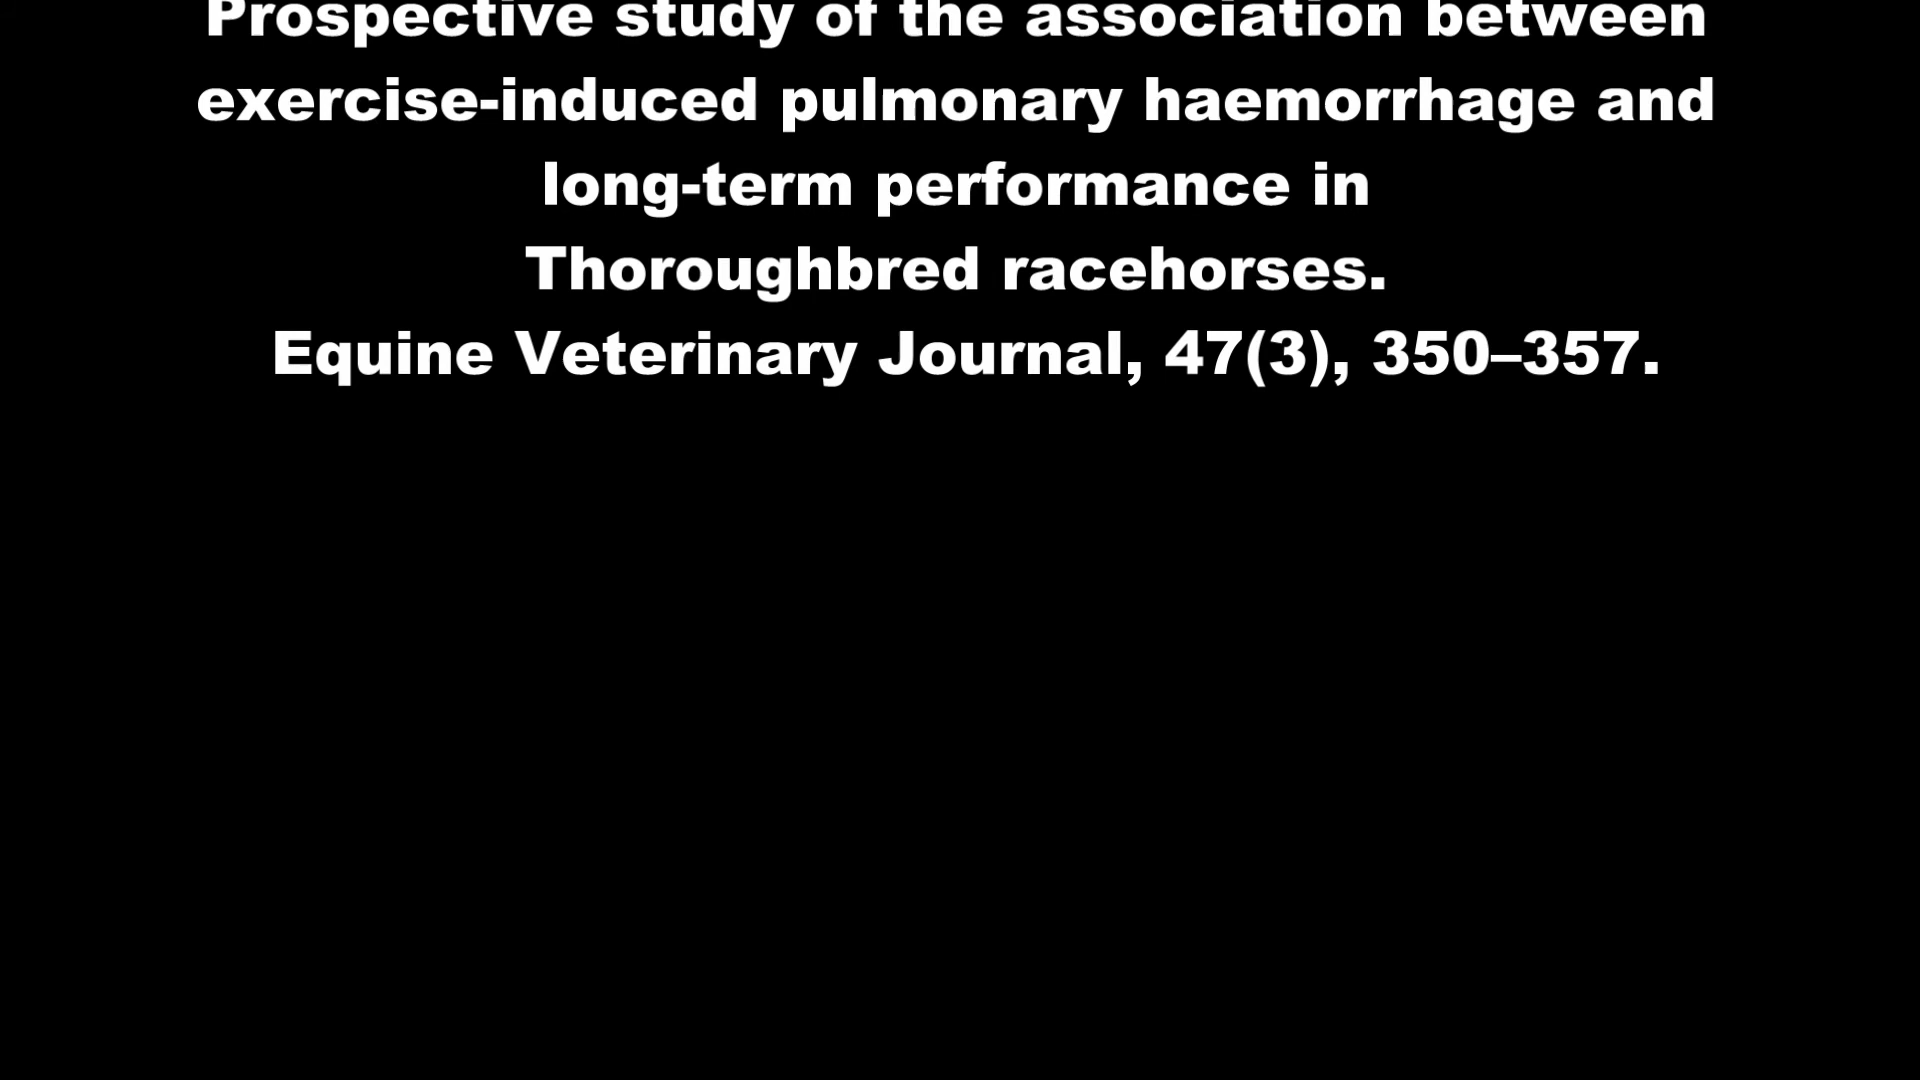 Prospective study of the association between
exercise-induced pulmonary haemorrhage and
long-term performance in
Thoroughbred racehorses.
Equine Veterinary Journal, 47(3), 350–357.